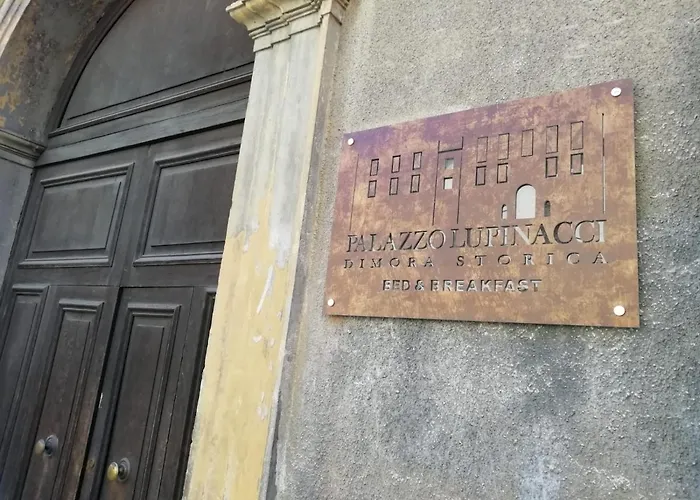 PALAZZO LUPINACCI
DIMORA STORICA
BED & BREAKFAST